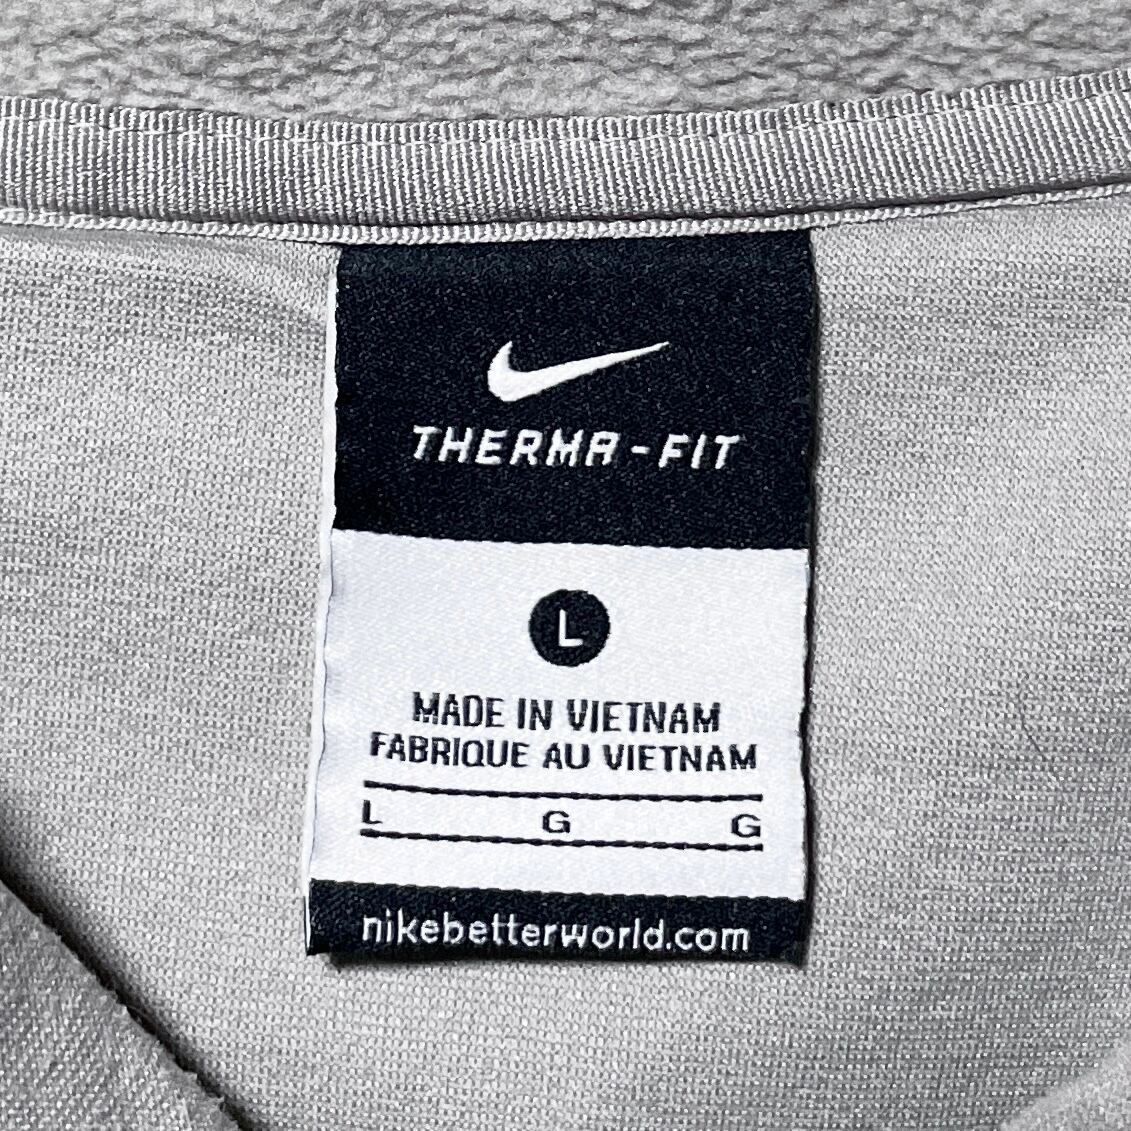 THERMA-FIT
L
MADE IN VIETNAM
FABRIQUE AU VIETNAM
L G G
nikebetterworld.com